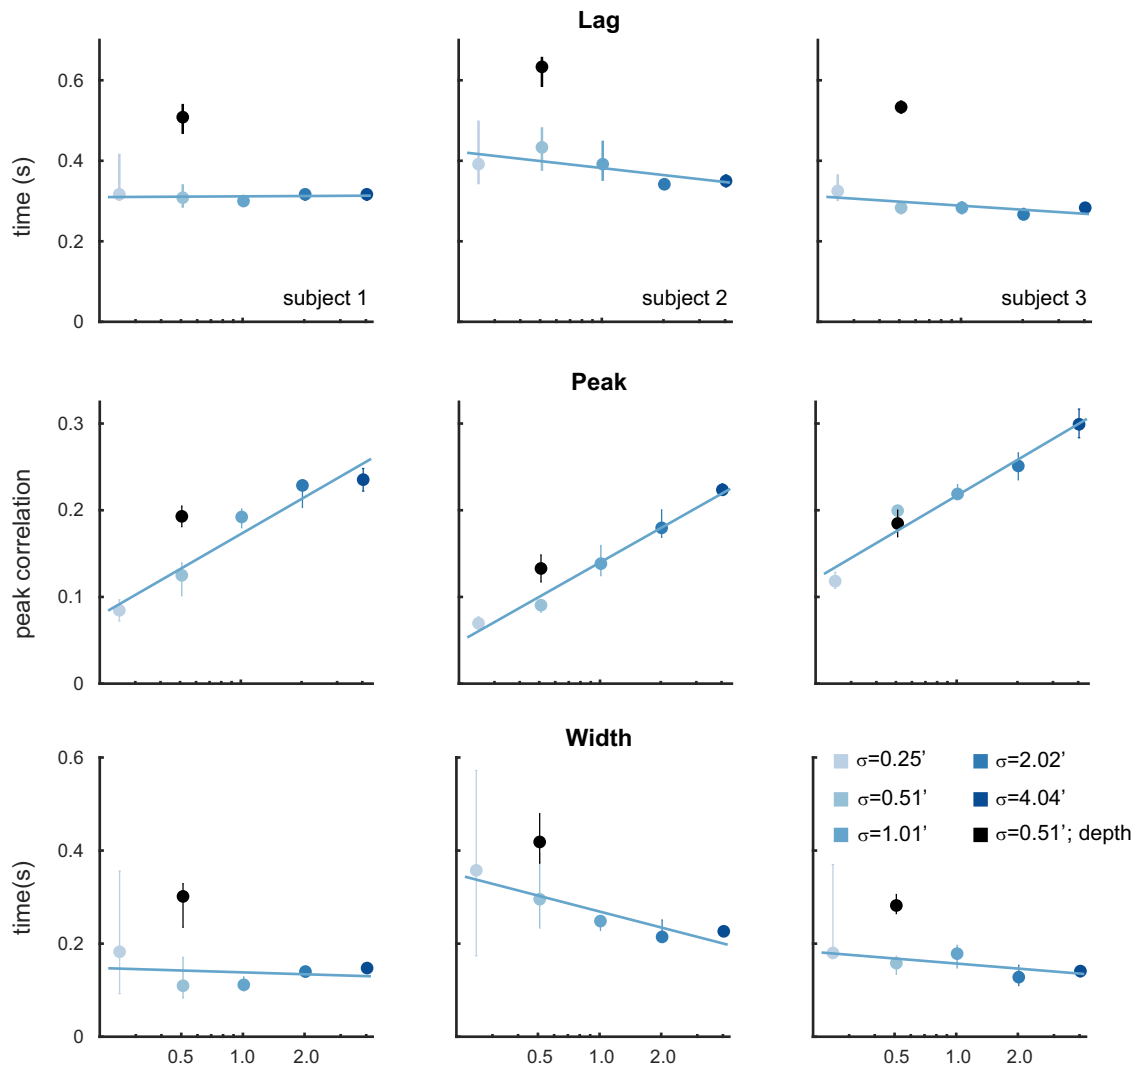 Lag
time (s)
0.6
0.4
0.2
0
subject 1
subject 2
subject 3
Peak
peak correlation
0.3
0.2
0.1
0
Width
time(s)
0.6
0.4
0.2
0
σ=0.25’
σ=0.51’
σ=1.01’
σ=2.02’
σ=4.04’
σ=0.51’; depth
0.5 1.0 2.0
0.5 1.0 2.0
0.5 1.0 2.0